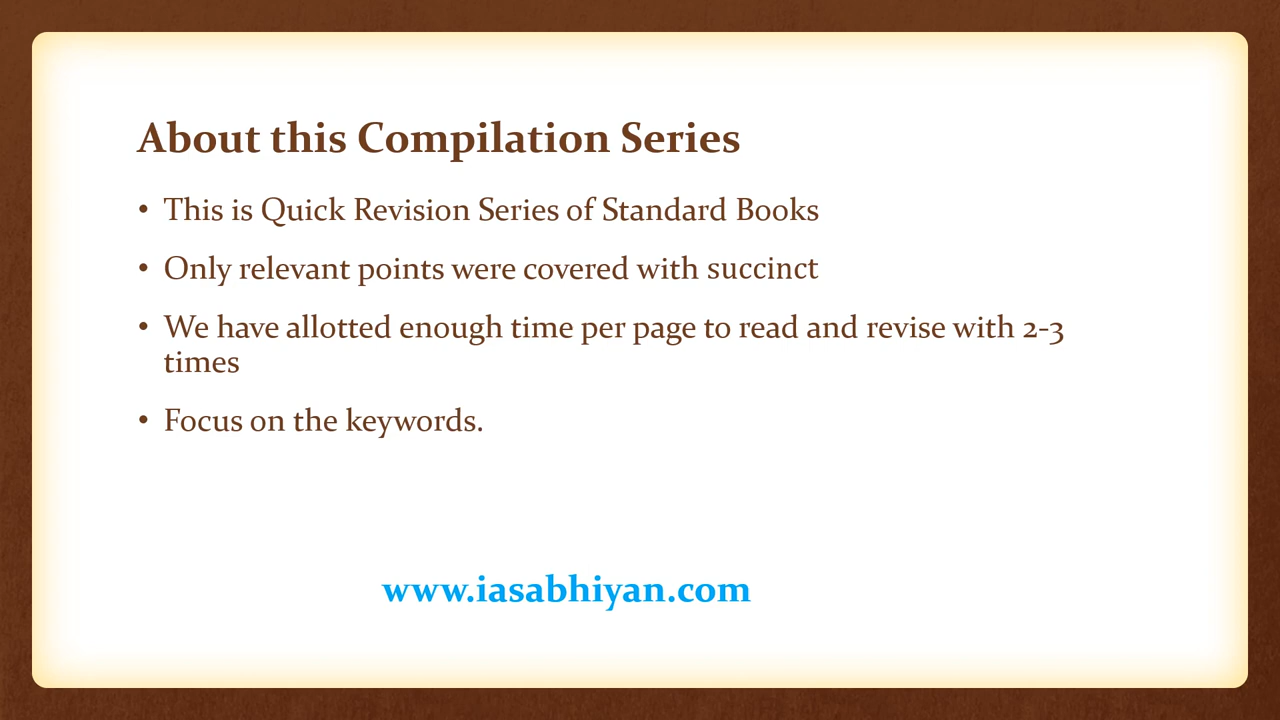 About this Compilation Series
• This is Quick Revision Series of Standard Books
• Only relevant points were covered with succinct
• We have allotted enough time per page to read and revise with 2-3
times
• Focus on the keywords.
www.iasabhiyan.com